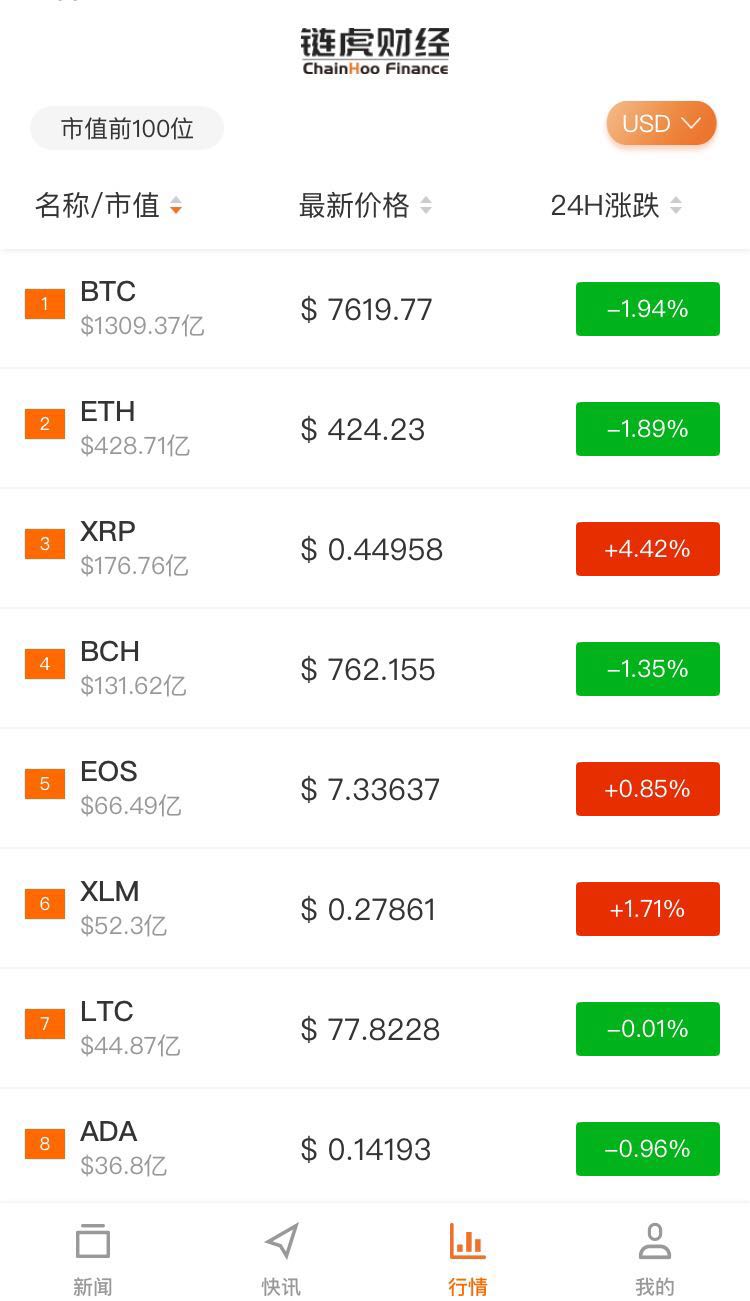 链虎财经
ChainHoo Finance
市值前100位
USD
名称/市值 最新价格 24H涨跌
1 BTC $1309.37亿 $ 7619.77 -1.94%
2 ETH $428.71亿 $ 424.23 -1.89%
3 XRP $176.76亿 $ 0.44958 +4.42%
4 BCH $131.62亿 $ 762.155 -1.35%
5 EOS $66.49亿 $ 7.33637 +0.85%
6 XLM $52.3亿 $ 0.27861 +1.71%
7 LTC $44.87亿 $ 77.8228 -0.01%
8 ADA $36.8亿 $ 0.14193 -0.96%
新闻 快讯 行情 我的